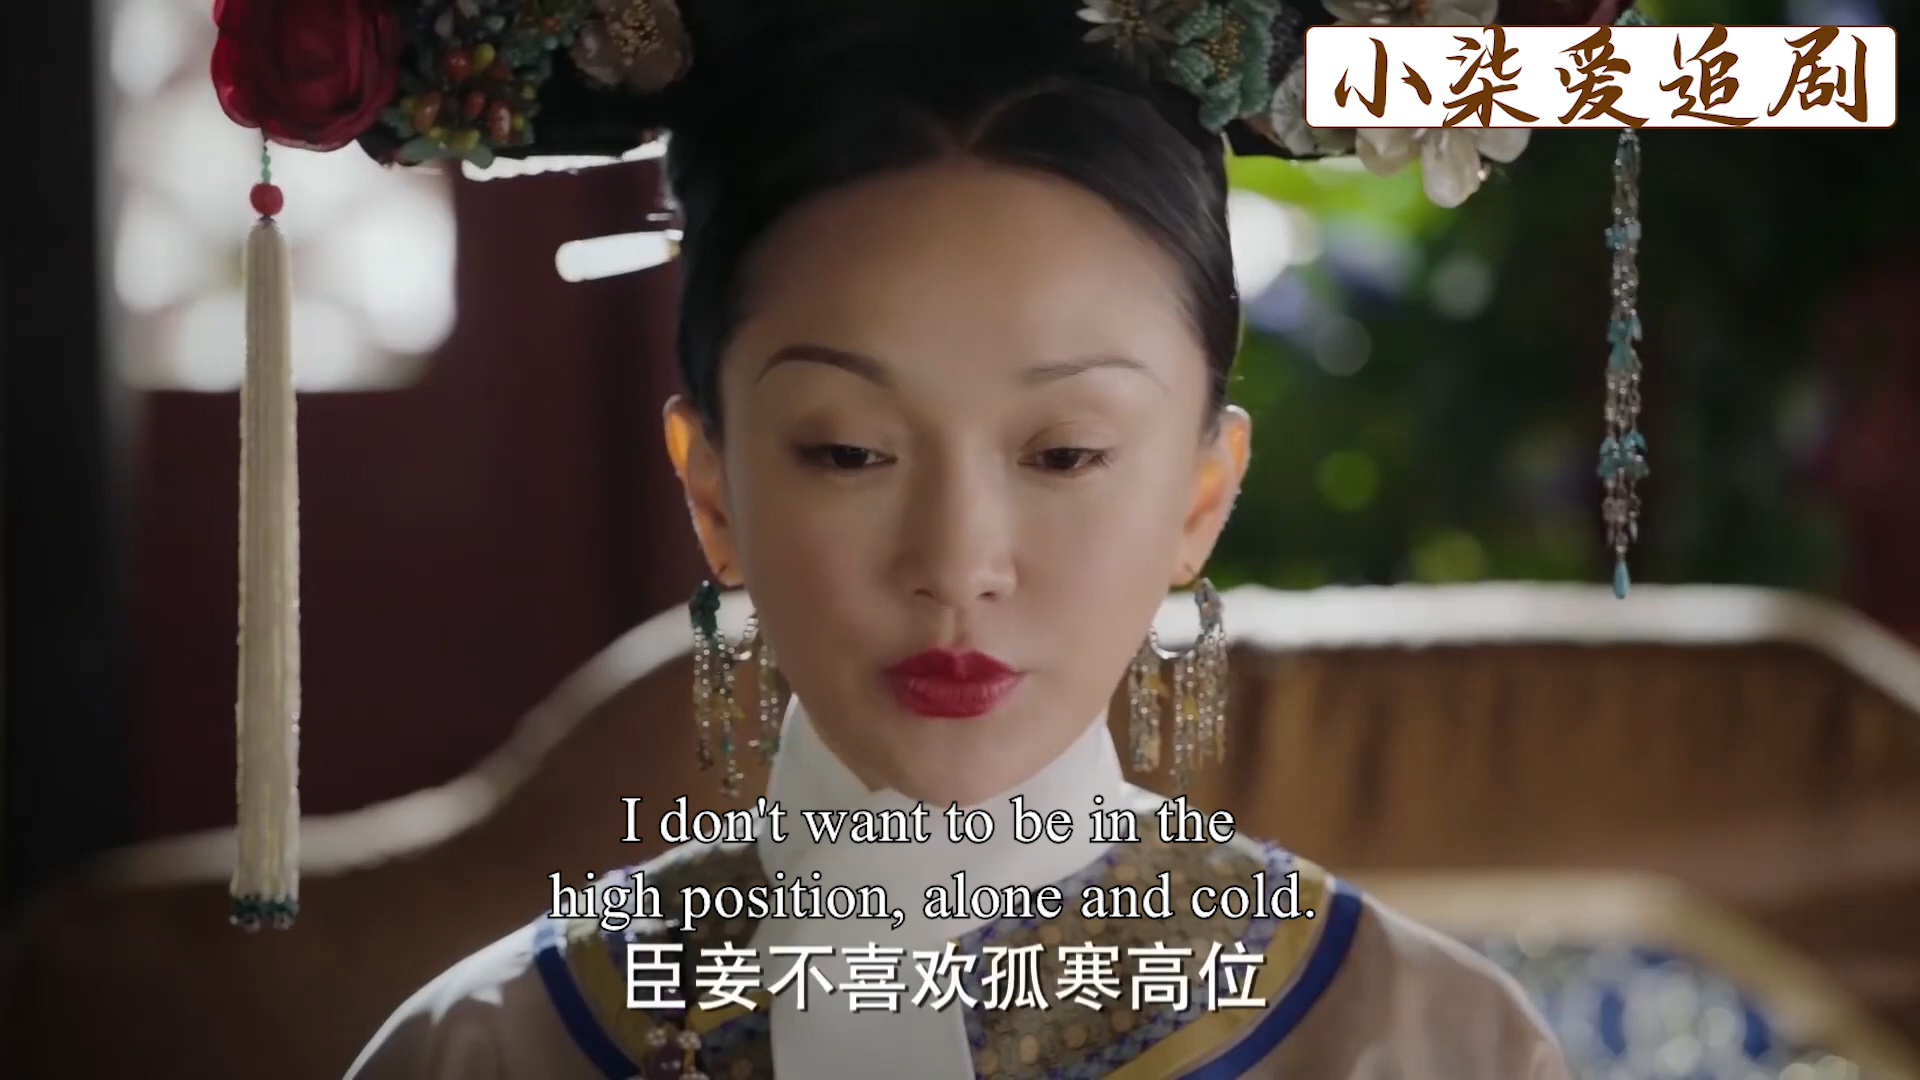 小柒爱追剧
I don't want to be in the
high position, alone and cold.
臣妾不喜欢孤寒高位